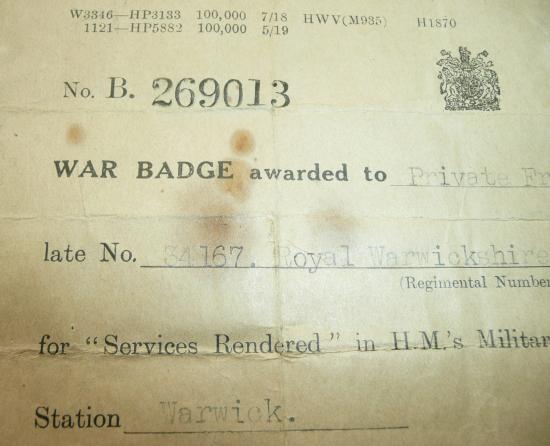 W3346—HP3133 100,000 7/18 HWV(M935) H1870
1121—HP5882 100,000 5/19
No. B. 269013
WAR BADGE awarded to Private Fr
late No. 34167. Royal Warwickshire
(Regimental Number
for "Services Rendered" in H.M.'s Militar
Station Warwick.